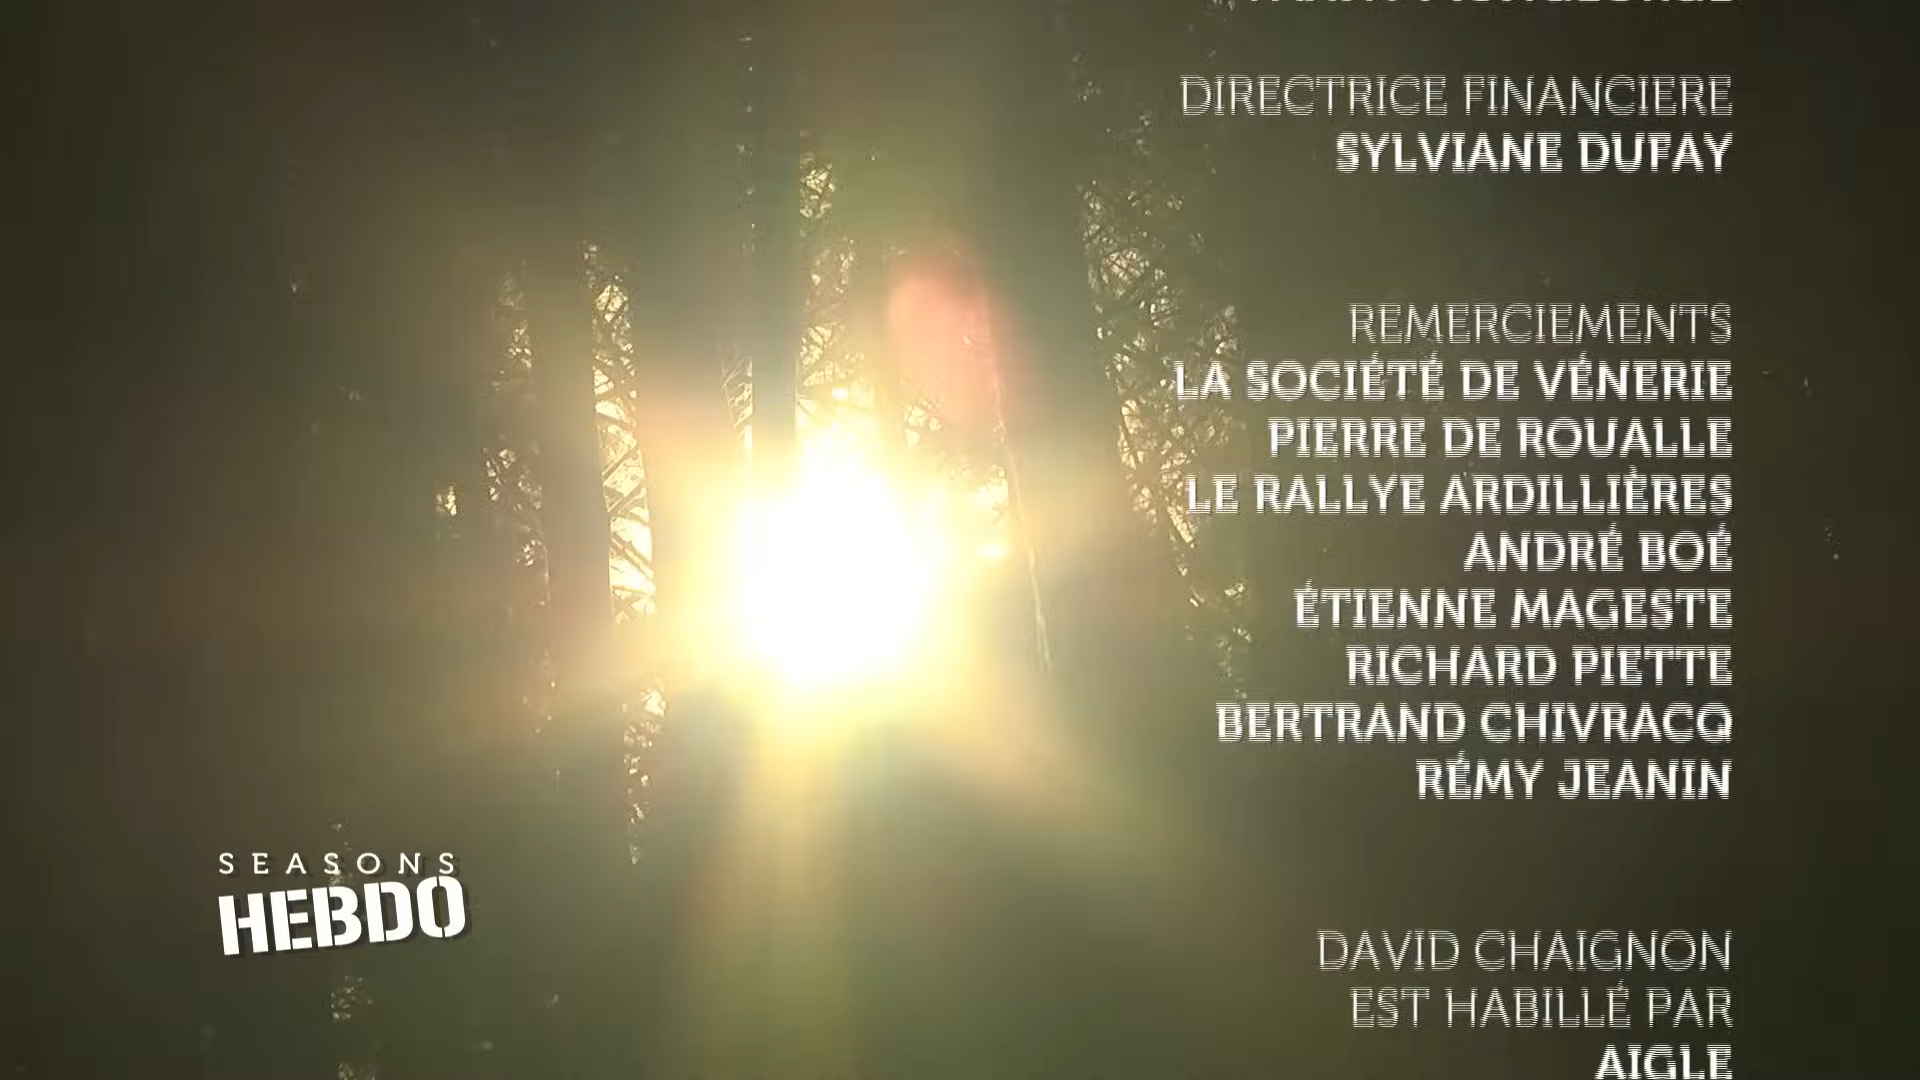 DIRECTRICE FINANCIERE
SYLVIANE DUFAY
REMERCIEMENTS
LA SOCIÉTÉ DE VÉNERIE
PIERRE DE ROUALLE
LE RALLYE ARDILLIÈRES
ANDRÉ BOÉ
ÉTIENNE MAGESTE
RICHARD PIETTE
BERTRAND CHIVRACQ
RÉMY JEANIN
SEASONS
HEBDO
DAVID CHAIGNON
EST HABILLÉ PAR
AIGLE